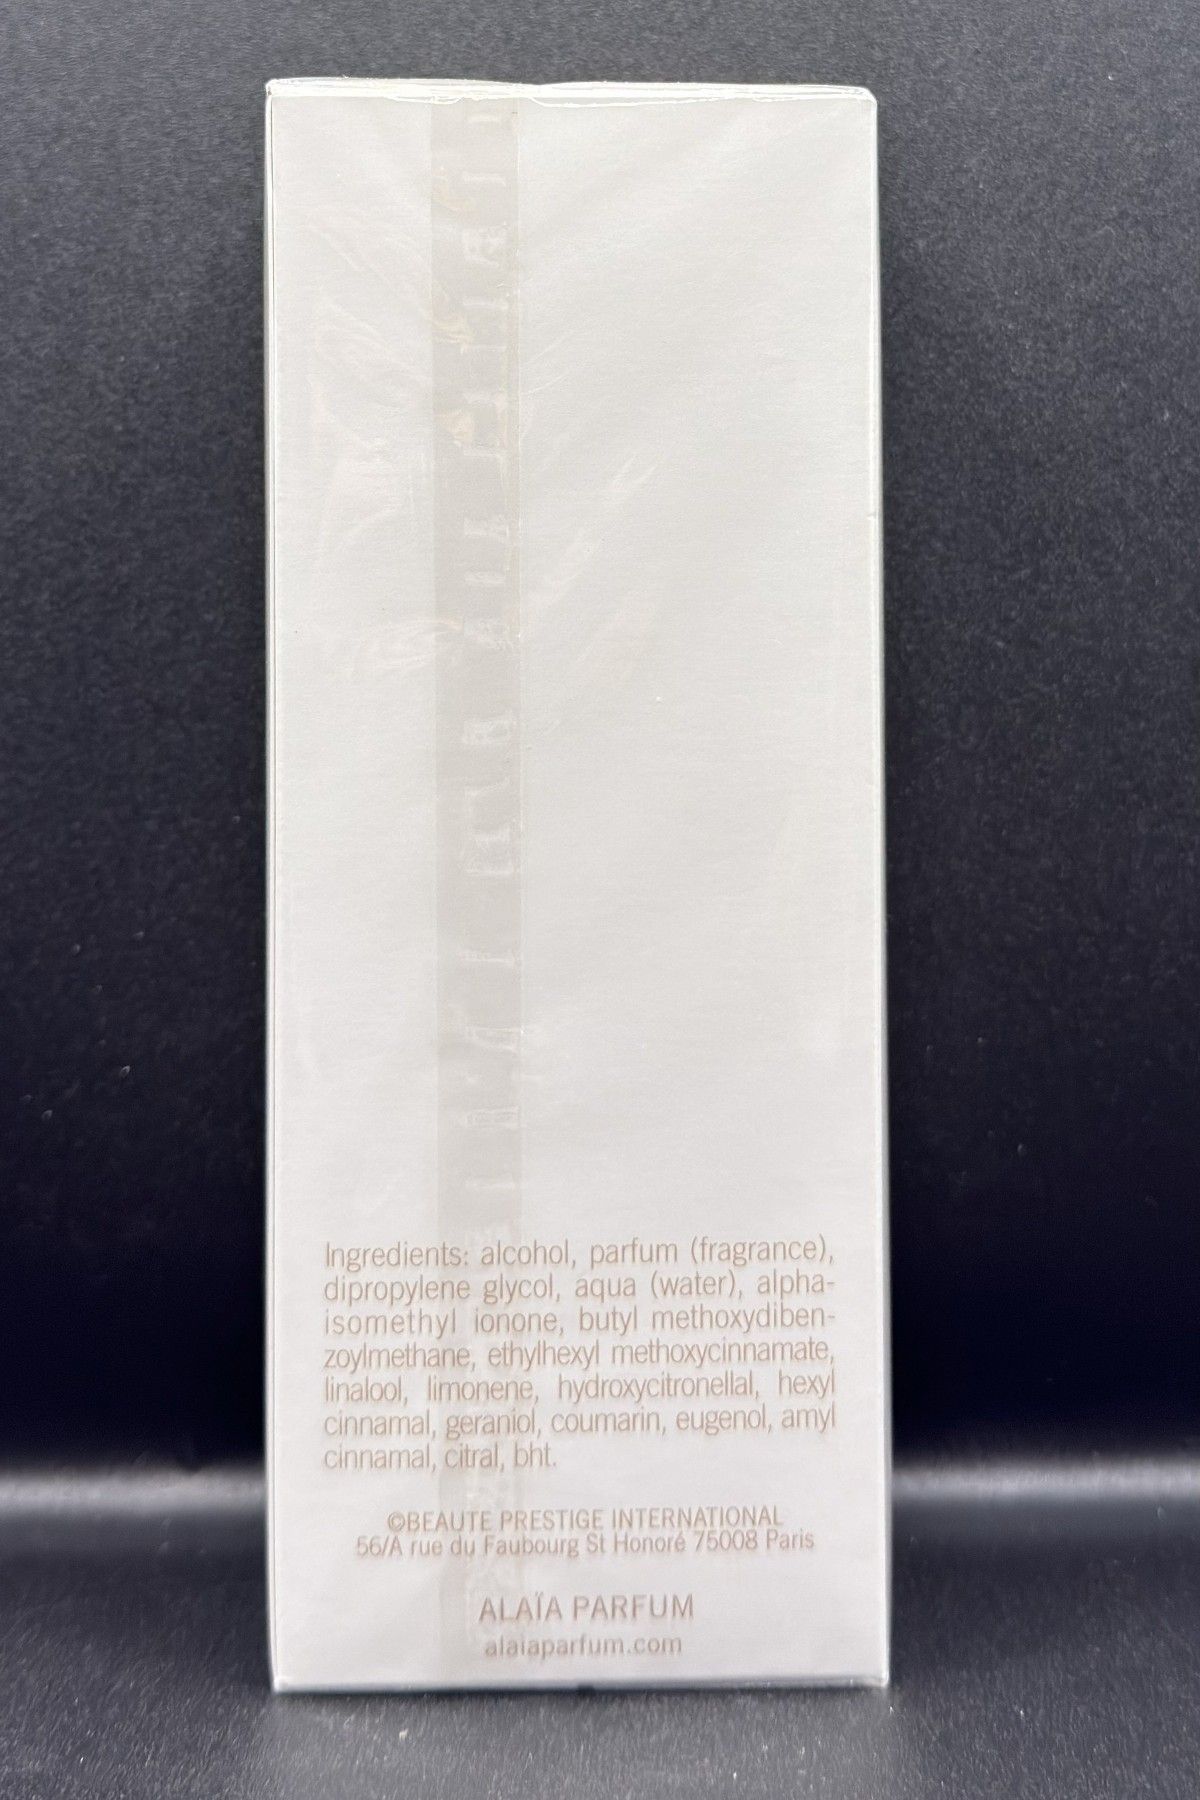 Ingredients: alcohol, parfum (fragrance),
dipropylene glycol, aqua (water), alpha-
isomethyl ionone, butyl methoxydiben-
zoylmethane, ethylhexyl methoxycinnamate,
linalool, limonene, hydroxycitronellal, hexyl
cinnamal, geraniol, coumarin, eugenol, amyl
cinnamal, citral, bht.
©BEAUTE PRESTIGE INTERNATIONAL
56/A rue du Faubourg St Honoré 75008 Paris
ALAÏA PARFUM
alaiaparfum.com